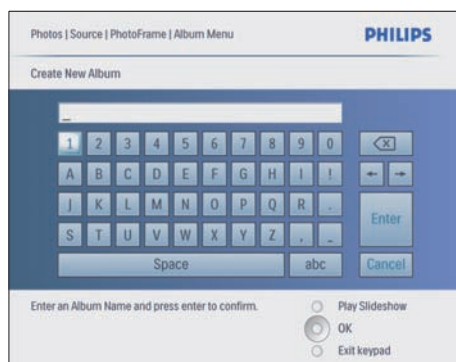 Photos | Source | PhotoFrame | Album Menu
PHILIPS
Create New Album
_
1 2 3 4 5 6 7 8 9 0
A B C D E F G H I !
J K L M N O P Q R .
Enter
S T U V W X Y Z , _
Space abc Cancel
Enter an Album Name and press enter to confirm.
Play Slideshow
OK
Exit keypad